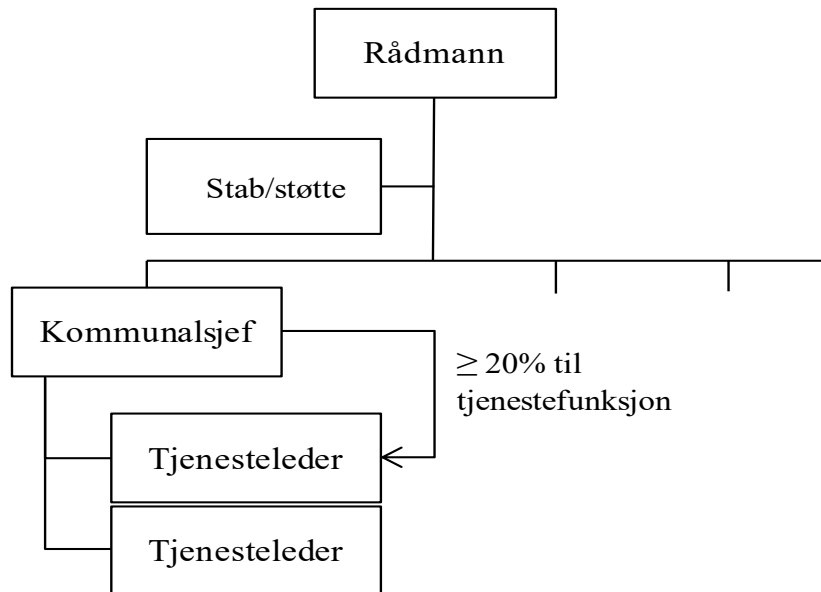 Rådmann
Stab/støtte
Kommunalsjef
≥ 20% til
tjenestefunksjon
Tjenesteleder
Tjenesteleder